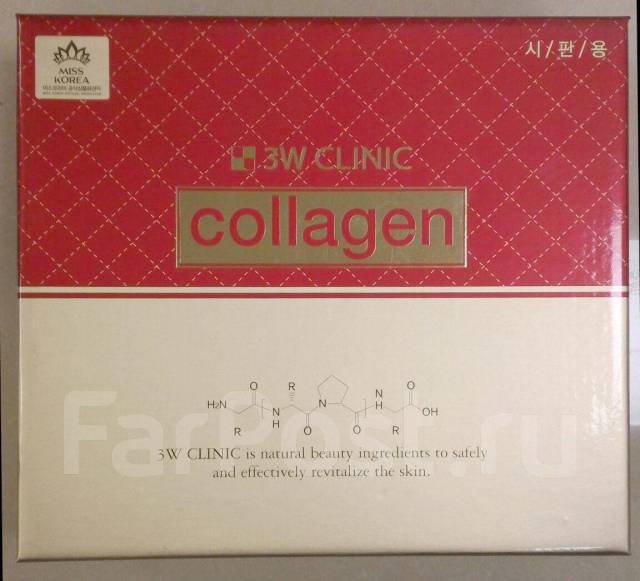 시/판/용
MISS
KOREA
3W CLINIC
collagen
H₂N
O
R
N
H
R
O
N
O
N
H
R
O
OH
3W CLINIC is natural beauty ingredients to safely
and effectively revitalize the skin.
FarPost.ru